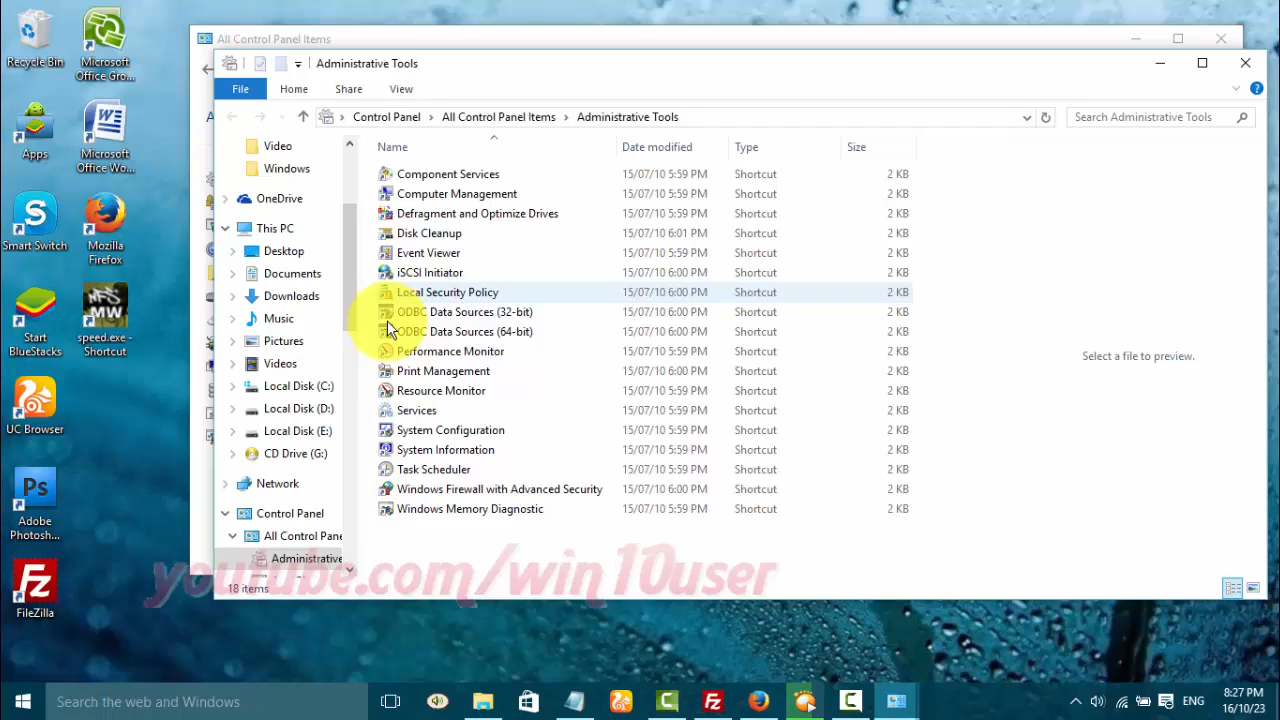 Recycle Bin
Microsoft Office Gro...
Apps
Microsoft Office Wo...
Smart Switch
Mozilla Firefox
Start BlueStacks
speed.exe - Shortcut
UC Browser
Adobe Photosh...
FileZilla
All Control Panel Items
Administrative Tools
File Home Share View
Control Panel > All Control Panel Items > Administrative Tools
Search Administrative Tools
Video
Windows
OneDrive
This PC
Desktop
Documents
Downloads
Music
Pictures
Videos
Local Disk (C:)
Local Disk (D:)
Local Disk (E:)
CD Drive (G:)
Network
Control Panel
All Control Pane
Administrative
Name Date modified Type Size
Component Services 15/07/10 5:59 PM Shortcut 2 KB
Computer Management 15/07/10 5:59 PM Shortcut 2 KB
Defragment and Optimize Drives 15/07/10 5:59 PM Shortcut 2 KB
Disk Cleanup 15/07/10 6:01 PM Shortcut 2 KB
Event Viewer 15/07/10 5:59 PM Shortcut 2 KB
iSCSI Initiator 15/07/10 6:00 PM Shortcut 2 KB
Local Security Policy 15/07/10 6:00 PM Shortcut 2 KB
ODBC Data Sources (32-bit) 15/07/10 6:00 PM Shortcut 2 KB
ODBC Data Sources (64-bit) 15/07/10 6:00 PM Shortcut 2 KB
Performance Monitor 15/07/10 5:59 PM Shortcut 2 KB
Print Management 15/07/10 6:00 PM Shortcut 2 KB
Resource Monitor 15/07/10 5:59 PM Shortcut 2 KB
Services 15/07/10 5:59 PM Shortcut 2 KB
System Configuration 15/07/10 5:59 PM Shortcut 2 KB
System Information 15/07/10 5:59 PM Shortcut 2 KB
Task Scheduler 15/07/10 5:59 PM Shortcut 2 KB
Windows Firewall with Advanced Security 15/07/10 6:00 PM Shortcut 2 KB
Windows Memory Diagnostic 15/07/10 5:59 PM Shortcut 2 KB
Select a file to preview.
youtube.com/win10user
18 items
Search the web and Windows
ENG
8:27 PM
16/10/23